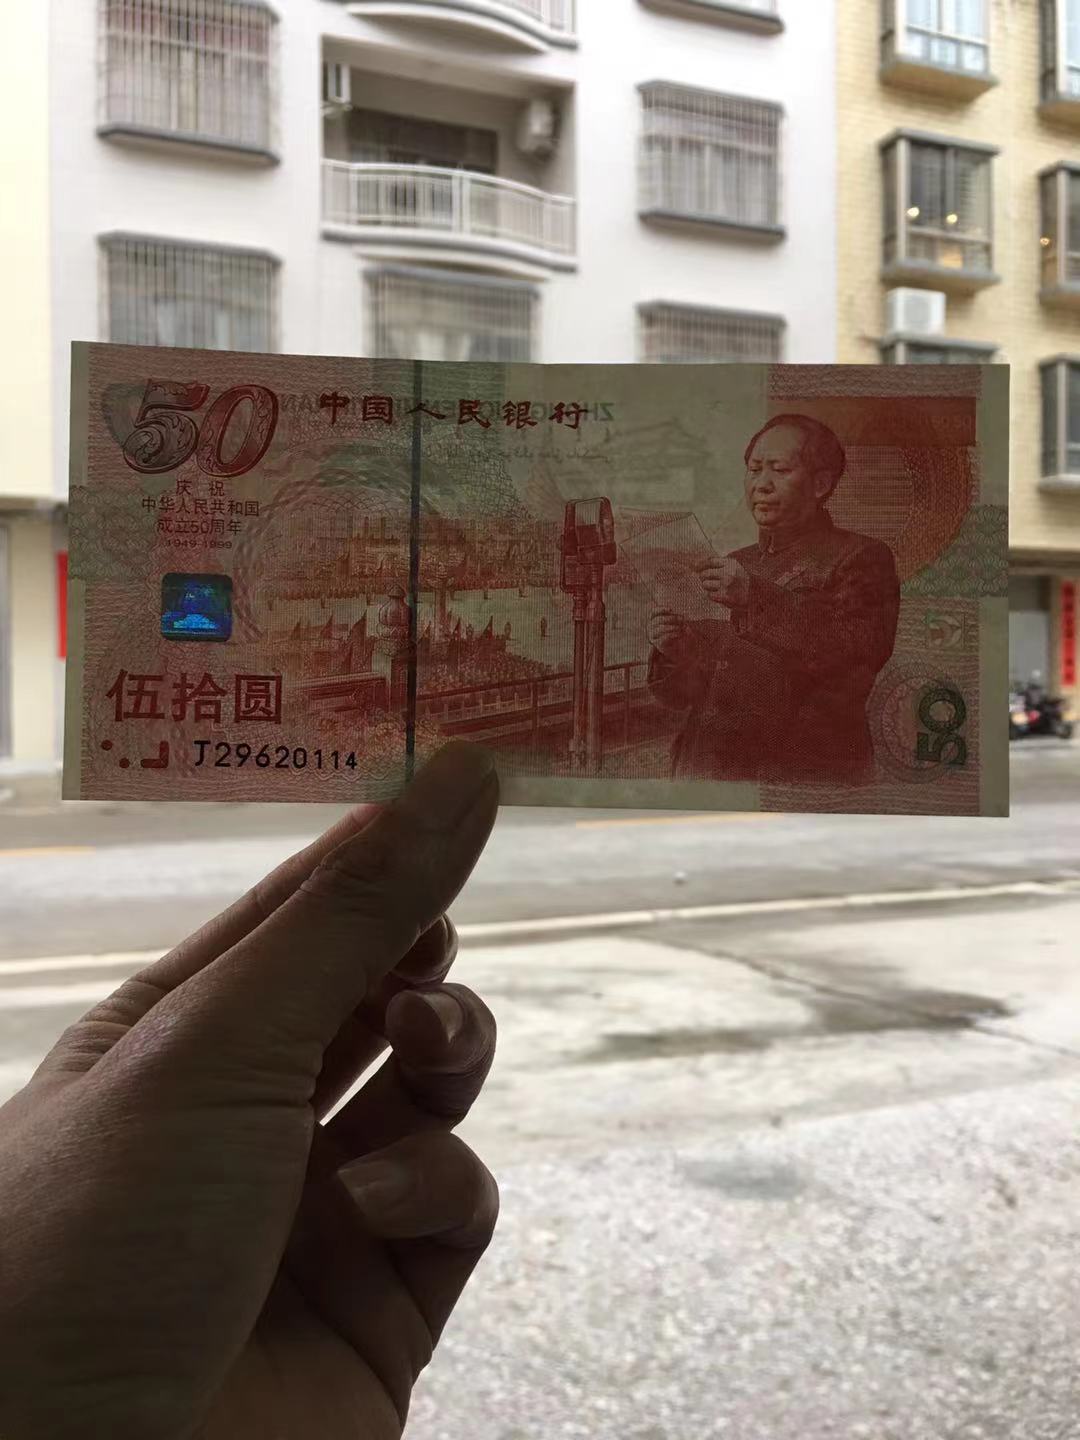 50
中国人民银行
庆祝
中华人民共和国
成立50周年
1949-1999
伍拾圆
J29620114
50